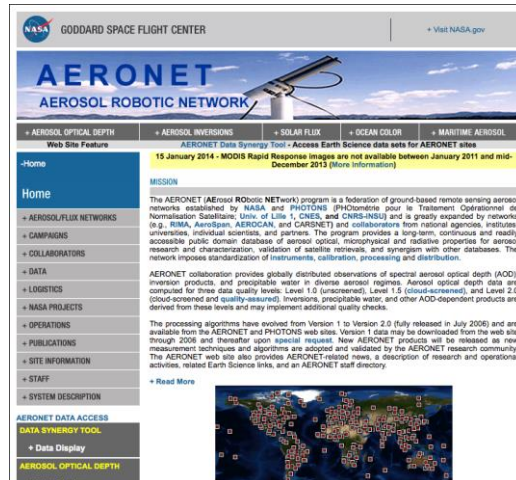 NASA
GODDARD SPACE FLIGHT CENTER
+ Visit NASA.gov
AERONET
AEROSOL ROBOTIC NETWORK
+ AEROSOL OPTICAL DEPTH
+ AEROSOL INVERSIONS
+ SOLAR FLUX
+ OCEAN COLOR
+ MARITIME AEROSOL
Web Site Feature
AERONET Data Synergy Tool - Access Earth Science data sets for AERONET sites
-Home
Home
+ AEROSOL/FLUX NETWORKS
+ CAMPAIGNS
+ COLLABORATORS
+ DATA
+ LOGISTICS
+ NASA PROJECTS
+ OPERATIONS
+ PUBLICATIONS
+ SITE INFORMATION
+ STAFF
+ SYSTEM DESCRIPTION
AERONET DATA ACCESS
DATA SYNERGY TOOL
+ Data Display
AEROSOL OPTICAL DEPTH
15 January 2014 - MODIS Rapid Response images are not available between January 2011 and mid-
December 2013 (More Information)
MISSION
The AERONET (AErosol RObotic NETwork) program is a federation of ground-based remote sensing aeroso
networks established by NASA and PHOTONS (PHOtométrie pour le Traitement Opérationnel de
Normalisation Satellitaire; Univ. of Lille 1, CNES, and CNRS-INSU) and is greatly expanded by networks
(e.g., RIMA, AeroSpan, AEROCAN, and CARSNET) and collaborators from national agencies, institutes,
universities, individual scientists, and partners. The program provides a long-term, continuous and readily
accessible public domain database of aerosol optical, microphysical and radiative properties for aerosol
research and characterization, validation of satellite retrievals, and synergism with other databases. The
network imposes standardization of instruments, calibration, processing and distribution.
AERONET collaboration provides globally distributed observations of spectral aerosol optical depth (AOD),
inversion products, and precipitable water in diverse aerosol regimes. Aerosol optical depth data are
computed for three data quality levels: Level 1.0 (unscreened), Level 1.5 (cloud-screened), and Level 2.0
(cloud-screened and quality-assured). Inversions, precipitable water, and other AOD-dependent products are
derived from these levels and may implement additional quality checks.
The processing algorithms have evolved from Version 1 to Version 2.0 (fully released in July 2006) and are
available from the AERONET and PHOTONS web sites. Version 1 data may be downloaded from the web site
through 2006 and thereafter upon special request. New AERONET products will be released as new
measurement techniques and algorithms are adopted and validated by the AERONET research community.
The AERONET web site also provides AERONET-related news, a description of research and operational
activities, related Earth Science links, and an AERONET staff directory.
+ Read More